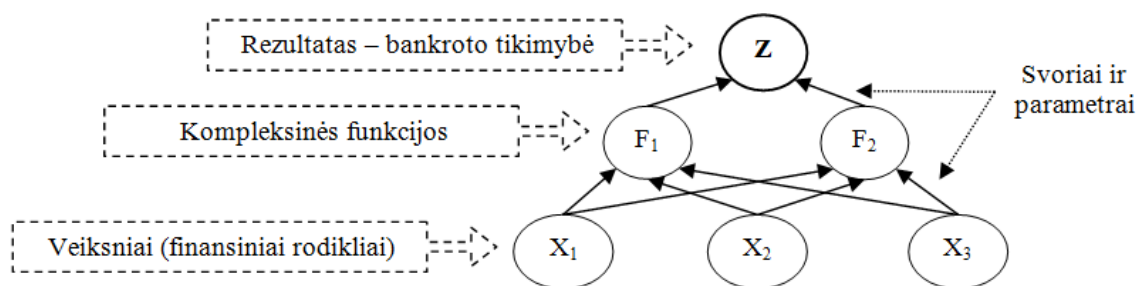 Rezultatas – bankroto tikimybė
Z
Svoriai ir
parametrai
Kompleksinės funkcijos
F₁
F₂
Veiksniai (finansiniai rodikliai)
X₁
X₂
X₃